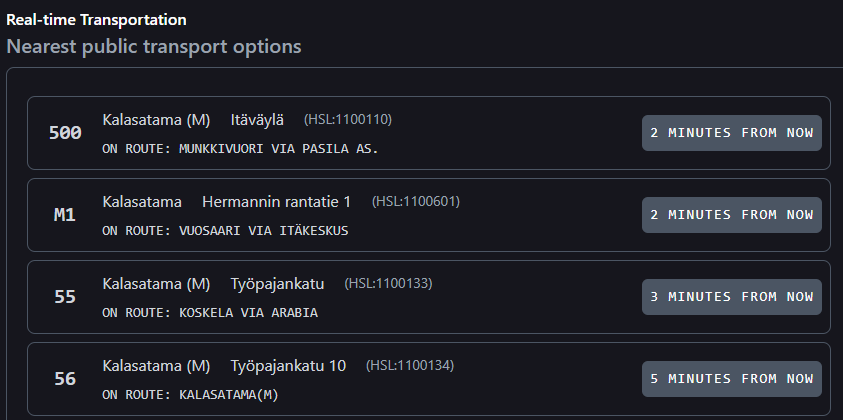 Real-time Transportation
Nearest public transport options
500 Kalasatama (M) Itäväylä (HSL:1100110) 2 MINUTES FROM NOW
ON ROUTE: MUNKKIVUORI VIA PASILA AS.
M1 Kalasatama Hermannin rantatie 1 (HSL:1100601) 2 MINUTES FROM NOW
ON ROUTE: VUOSAARI VIA ITÄKESKUS
55 Kalasatama (M) Työpajankatu (HSL:1100133) 3 MINUTES FROM NOW
ON ROUTE: KOSKELA VIA ARABIA
56 Kalasatama (M) Työpajankatu 10 (HSL:1100134) 5 MINUTES FROM NOW
ON ROUTE: KALASATAMA(M)